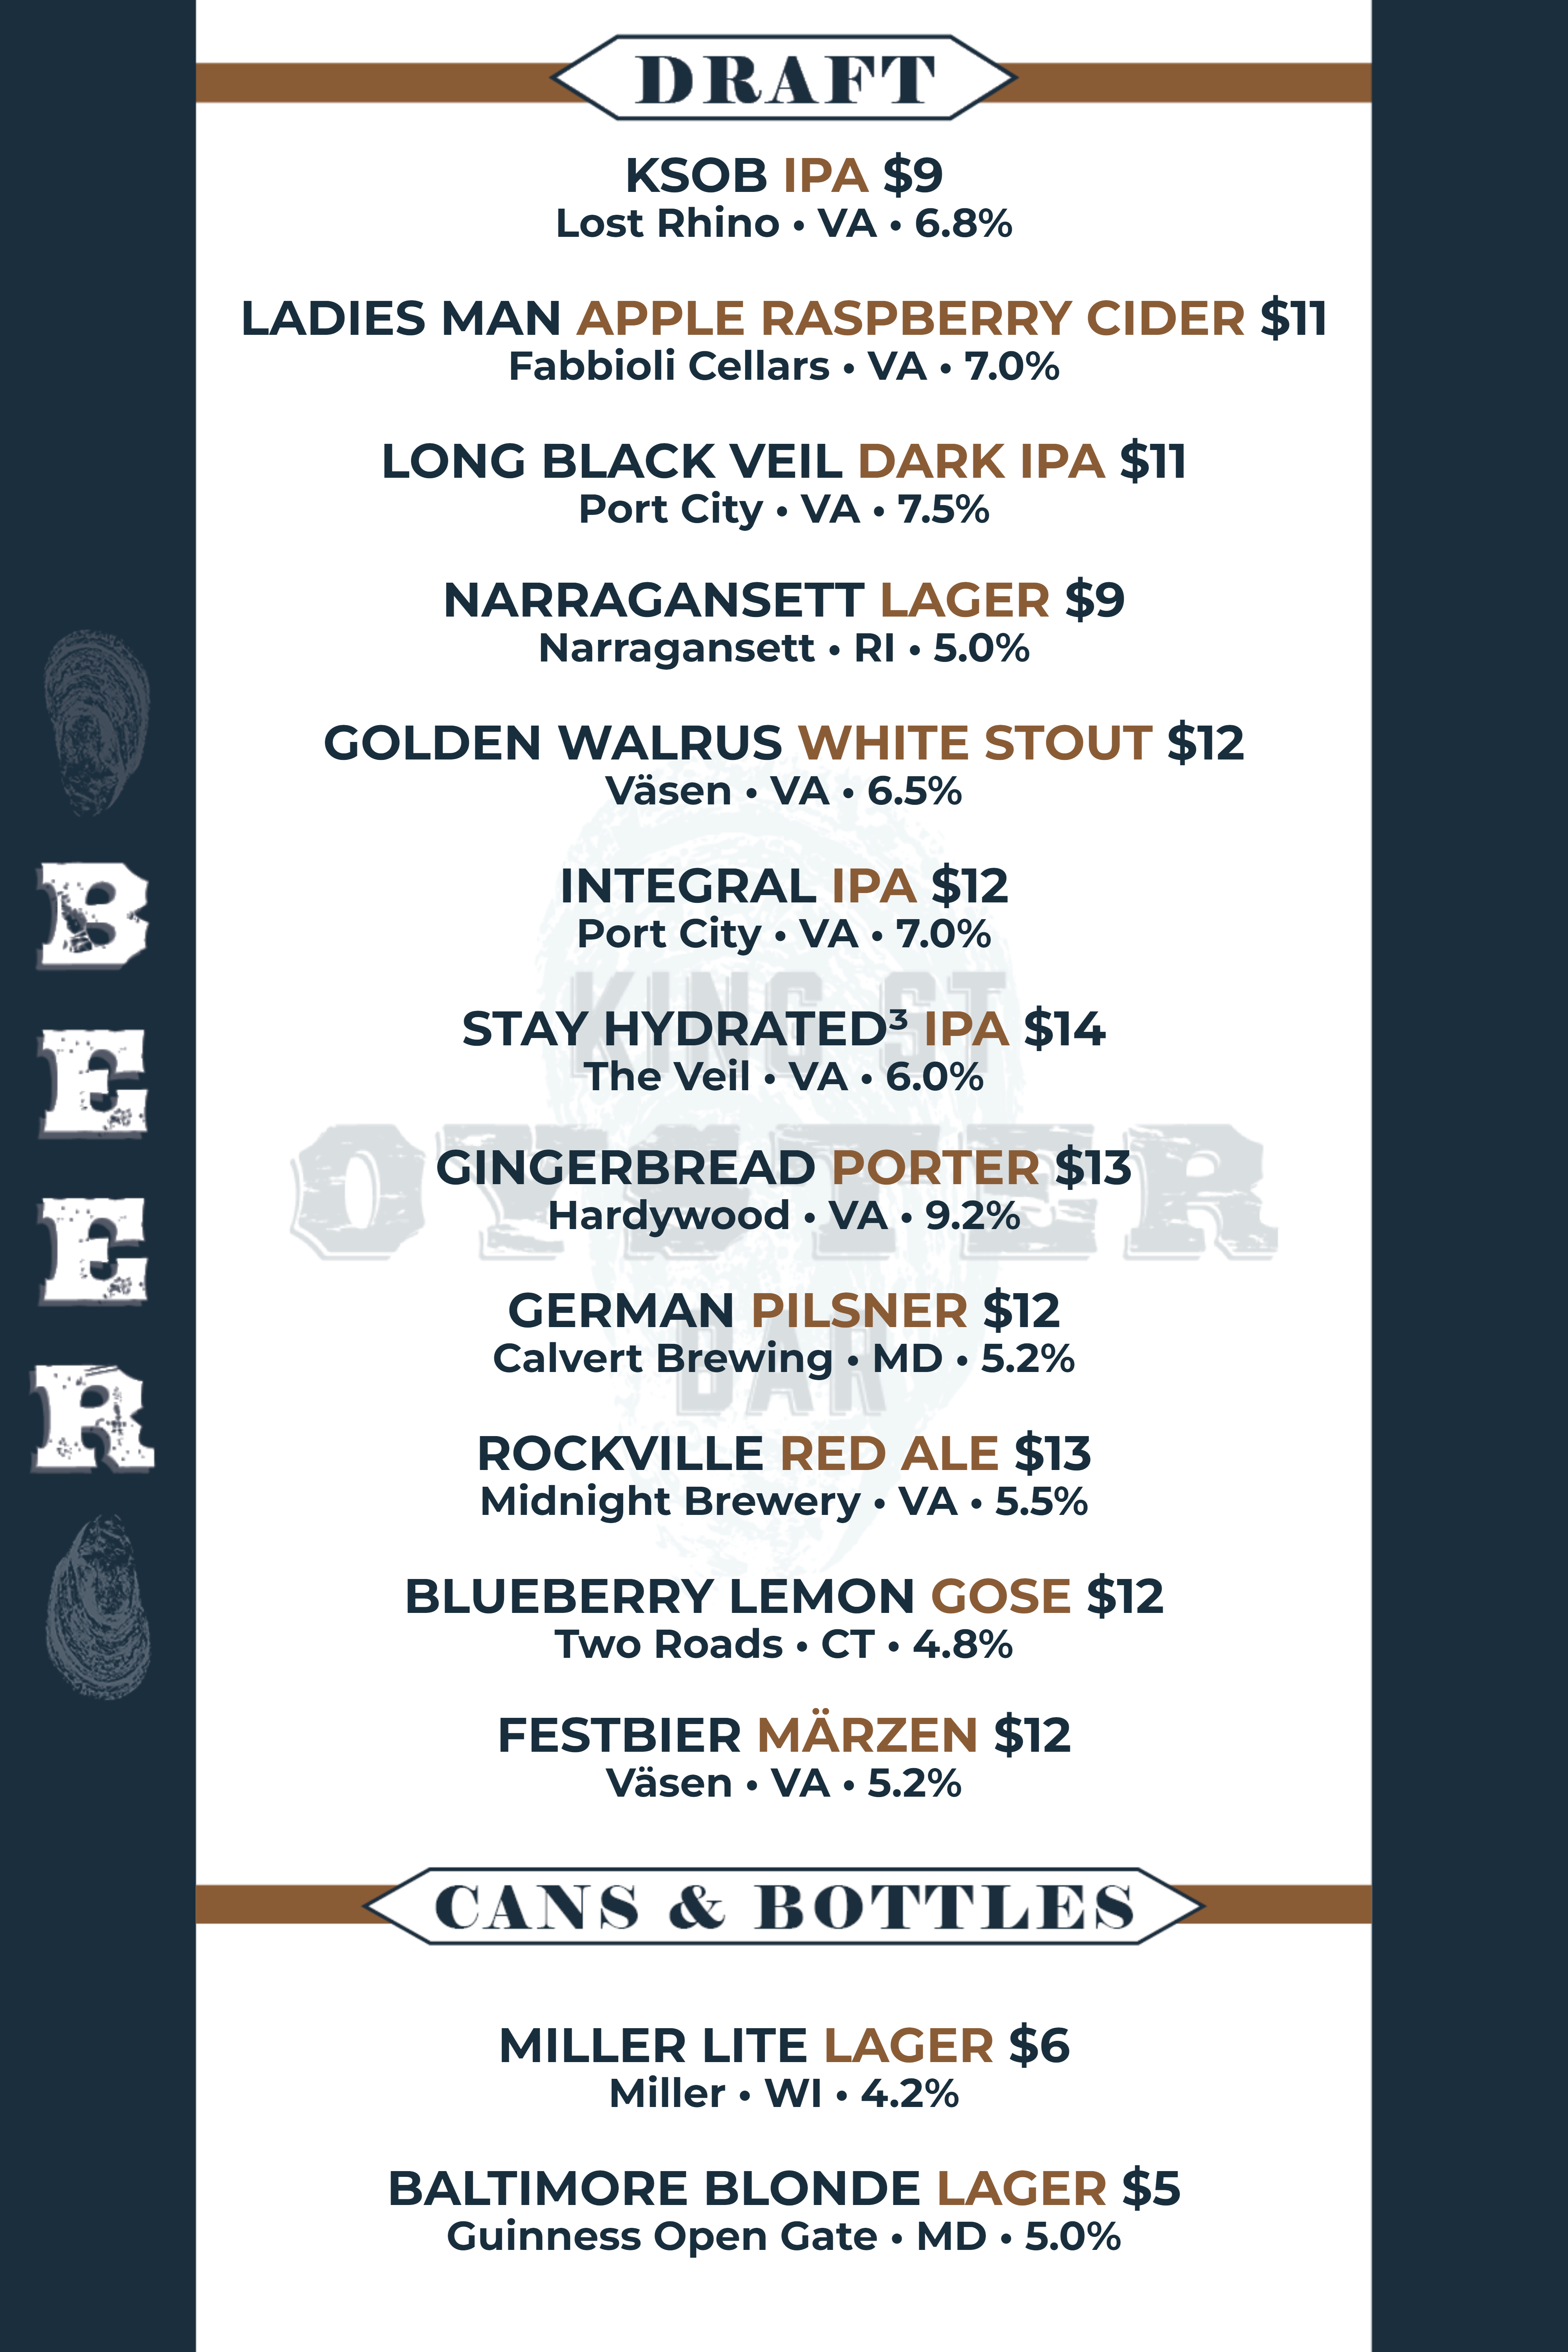 DRAFT
KSOB IPA $9
Lost Rhino • VA • 6.8%
LADIES MAN APPLE RASPBERRY CIDER $11
Fabbioli Cellars • VA • 7.0%
LONG BLACK VEIL DARK IPA $11
Port City • VA • 7.5%
NARRAGANSETT LAGER $9
Narragansett • RI • 5.0%
GOLDEN WALRUS WHITE STOUT $12
Väsen • VA • 6.5%
INTEGRAL IPA $12
Port City • VA • 7.0%
STAY HYDRATED³ IPA $14
The Veil • VA • 6.0%
GINGERBREAD PORTER $13
Hardywood • VA • 9.2%
GERMAN PILSNER $12
Calvert Brewing • MD • 5.2%
ROCKVILLE RED ALE $13
Midnight Brewery • VA • 5.5%
BLUEBERRY LEMON GOSE $12
Two Roads • CT • 4.8%
FESTBIER MÄRZEN $12
Väsen • VA • 5.2%
CANS & BOTTLES
MILLER LITE LAGER $6
Miller • WI • 4.2%
BALTIMORE BLONDE LAGER $5
Guinness Open Gate • MD • 5.0%
BEER
KING ST
OYSTER
BAR